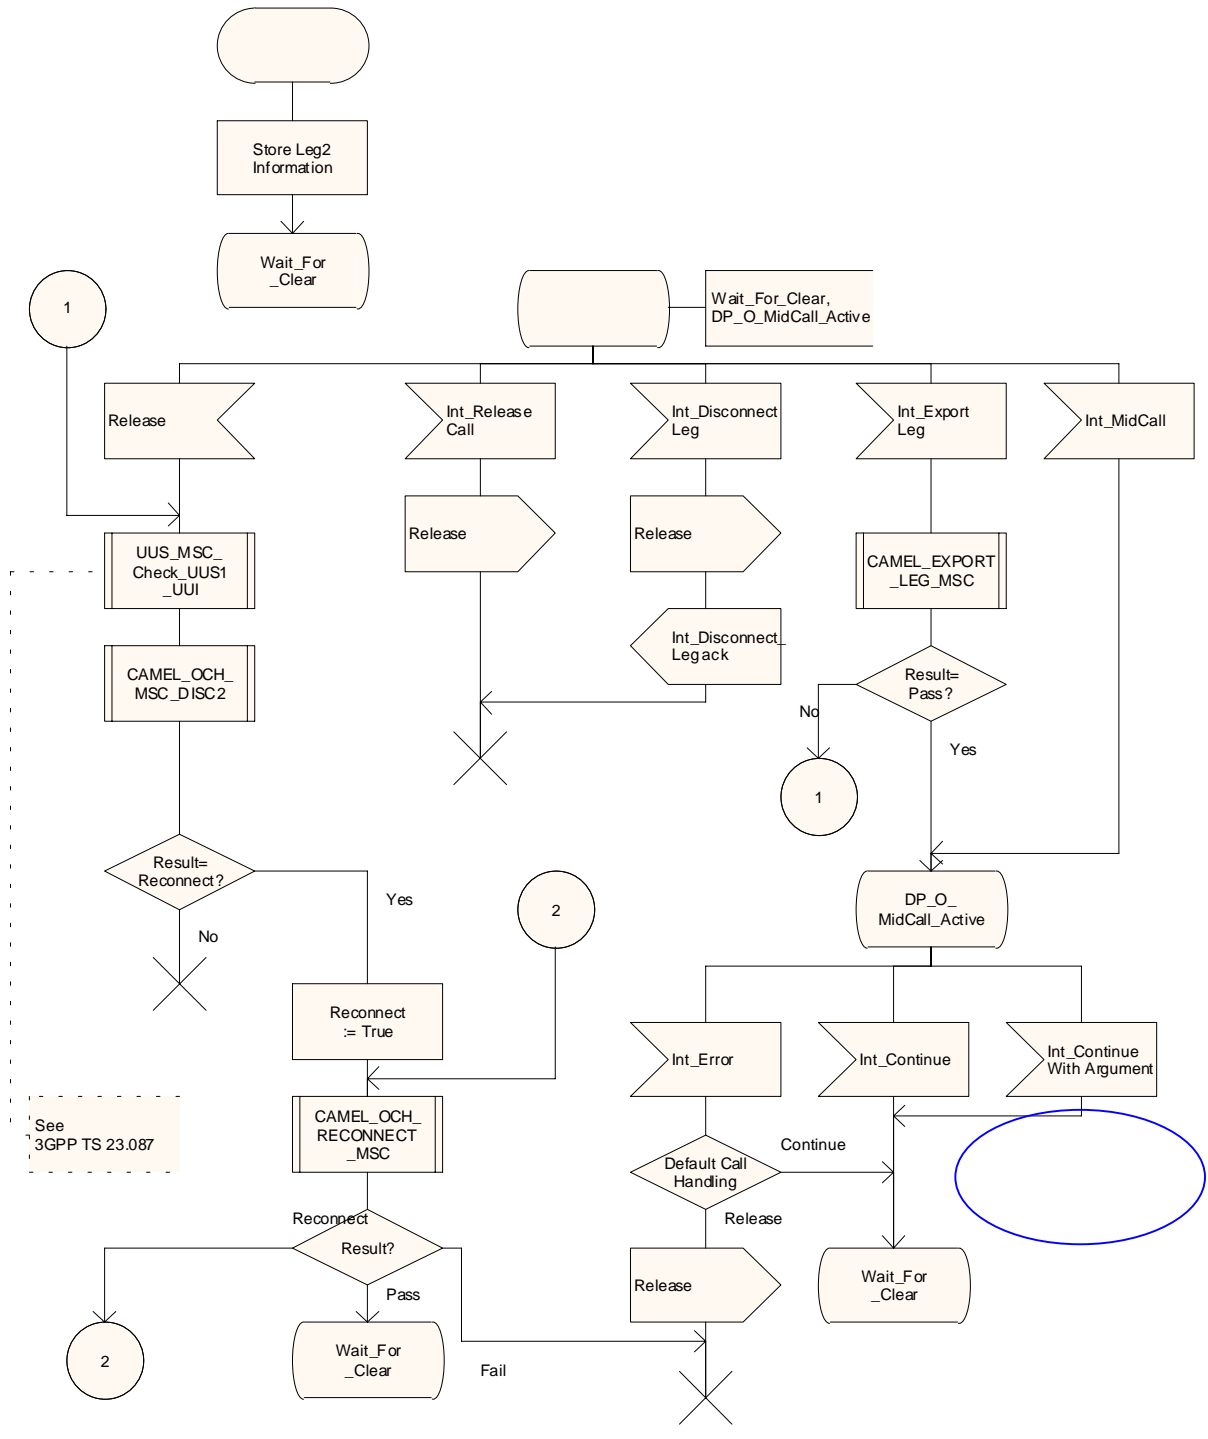 Store Leg2
Information
Wait_For
_Clear
1
Wait_For_Clear,
DP_O_MidCall_Active
Release
Int_Release
Call
Int_Disconnect
Leg
Int_Export
Leg
Int_MidCall
Release
Release
UUS_MSC_
Check_UUS1
_UUI
CAMEL_EXPORT
_LEG_MSC
Int_Disconnect_
Leg ack
CAMEL_OCH_
MSC_DISC2
Result=
Pass?
No
Yes
1
Result=
Reconnect?
Yes
No
2
DP_O_
MidCall_Active
Reconnect
:= True
Int_Error
Int_Continue
Int_Continue
With Argument
See
3GPP TS 23.087
CAMEL_OCH_
RECONNECT
_MSC
Continue
Default Call
Handling
Release
Reconnect
Result?
Pass
Release
Wait_For
_Clear
2
Wait_For
_Clear
Fail